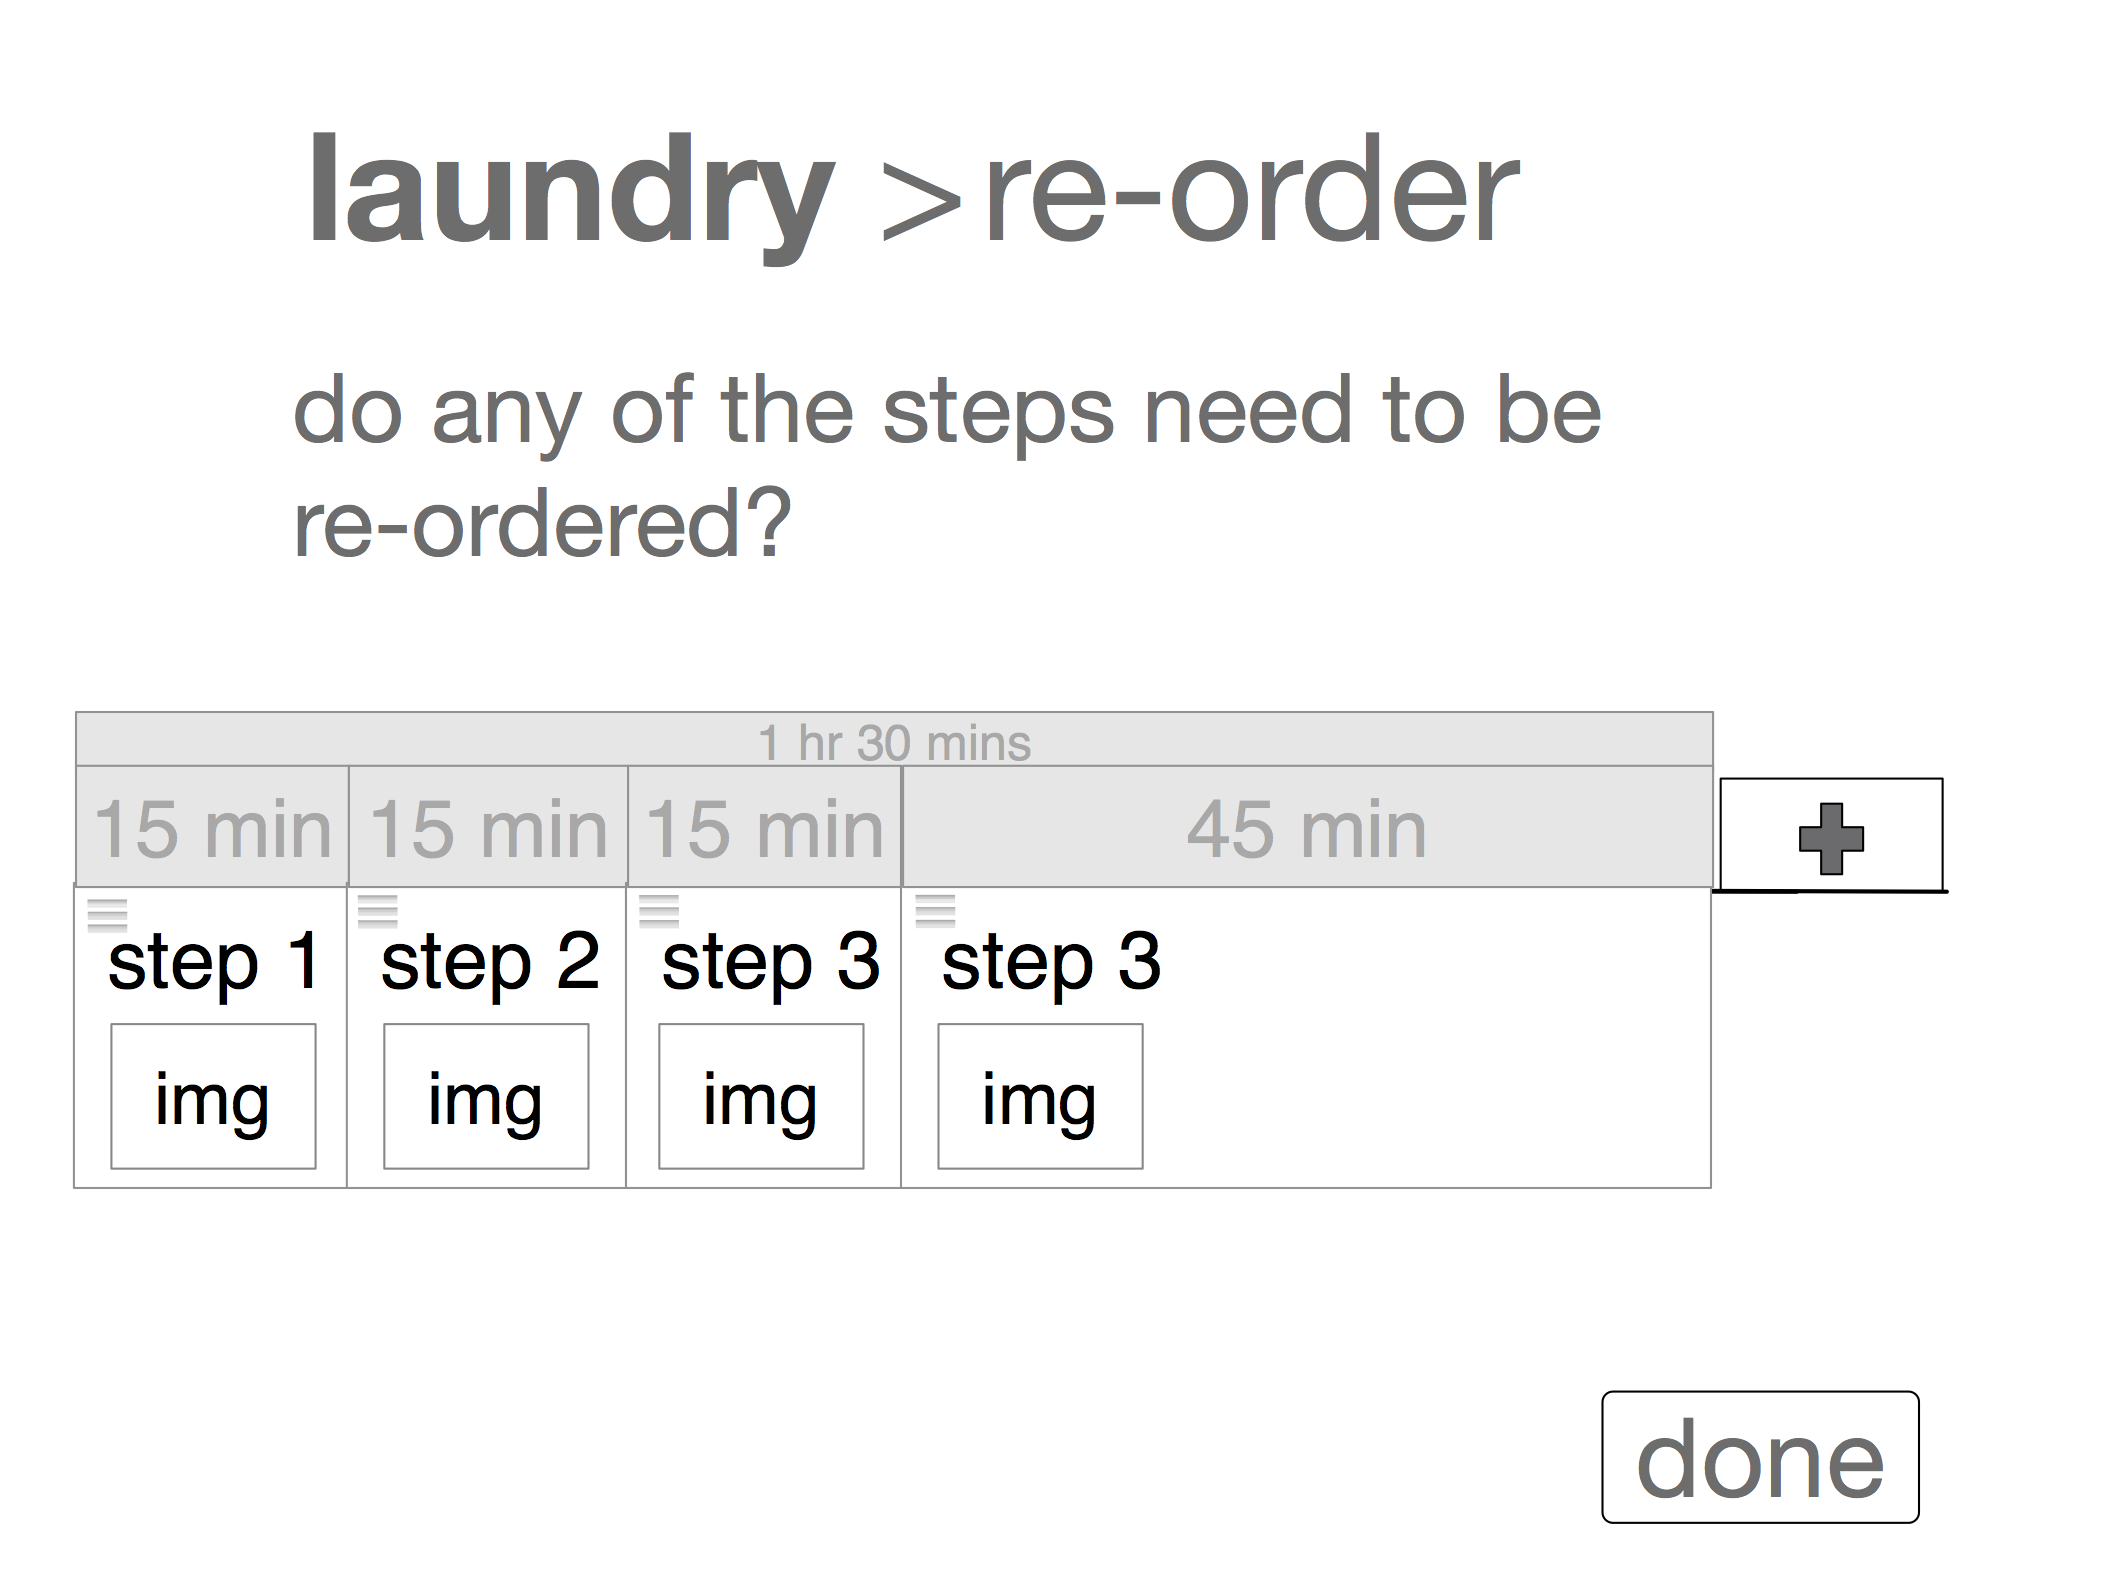 laundry > re-order
do any of the steps need to be
re-ordered?
1 hr 30 mins
15 min 15 min 15 min 45 min
step 1 step 2 step 3 step 3
img img img img
done